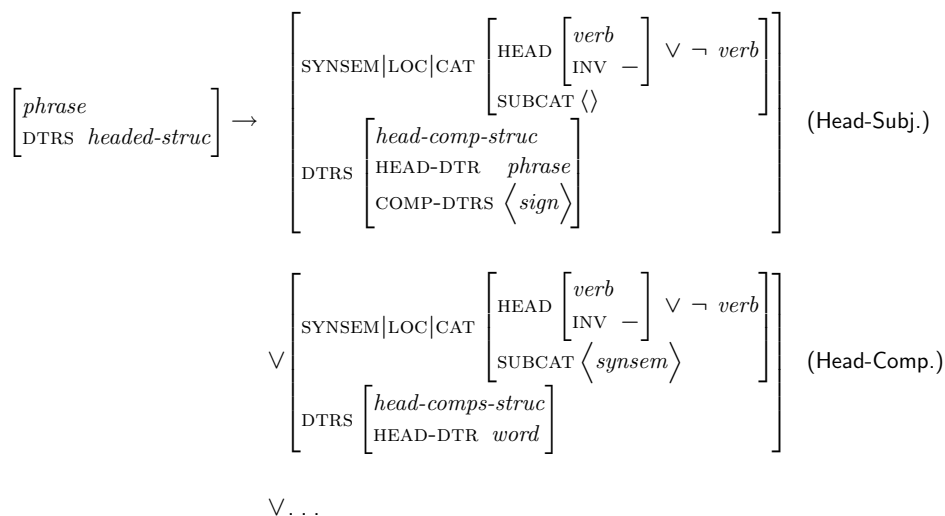 [phrase
DTRS headed-struc] →
[SYNSEM|LOC|CAT [HEAD [verb
INV −] ∨ ¬ verb
SUBCAT ⟨⟩]
DTRS [head-comp-struc
HEAD-DTR phrase
COMP-DTRS ⟨sign⟩]] (Head-Subj.)
∨ [SYNSEM|LOC|CAT [HEAD [verb
INV −] ∨ ¬ verb
SUBCAT ⟨synsem⟩]
DTRS [head-comps-struc
HEAD-DTR word]] (Head-Comp.)
∨...